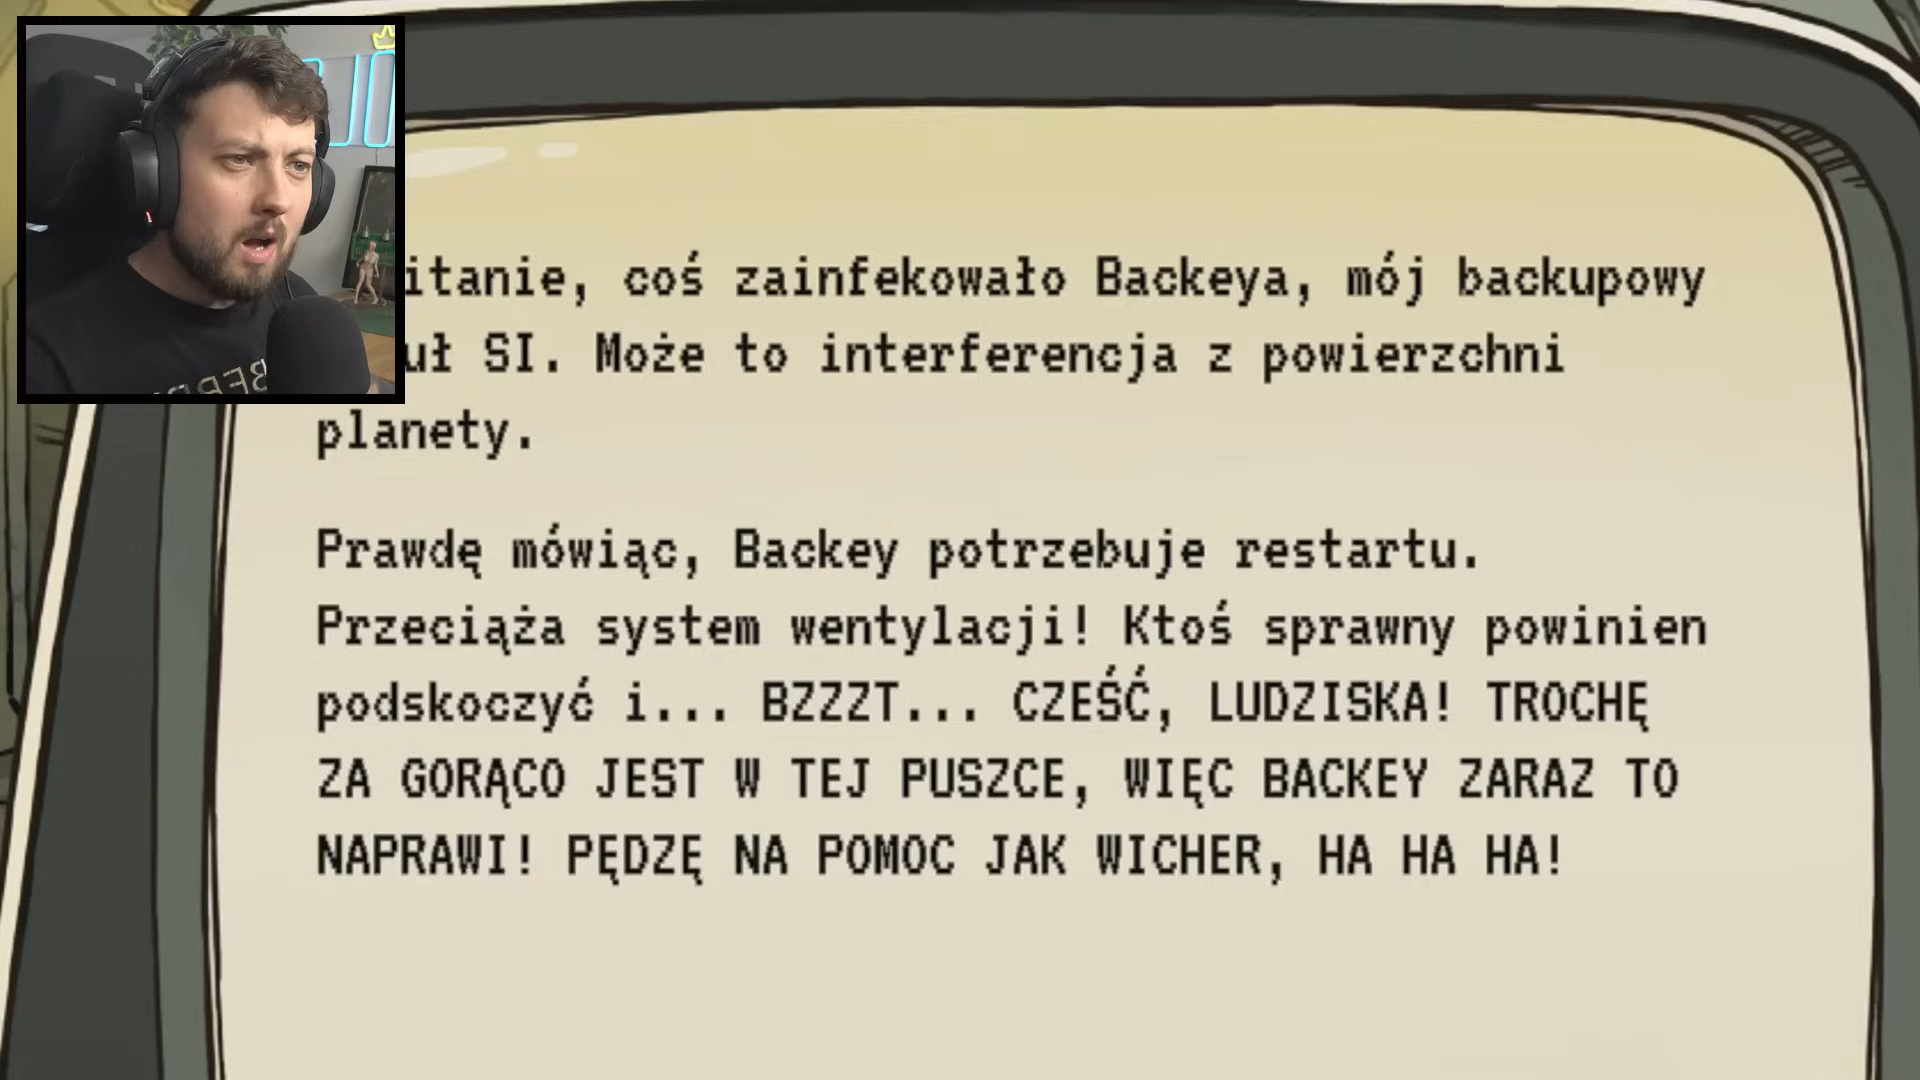 coś zainfekowało Backeya, mój backupowy
SI. Może to interferencja z powierzchni
planety.
Prawdę mówiąc, Backey potrzebuje restartu.
Przeciąża system wentylacji! Ktoś sprawny powinien
podskoczyć i... BZZZT... CZEŚĆ, LUDZISKA! TROCHĘ
ZA GORĄCO JEST W TEJ PUSZCE, WIĘC BACKEY ZARAZ TO
NAPRAWI! PĘDZĘ NA POMOC JAK WICHER, HA HA HA!